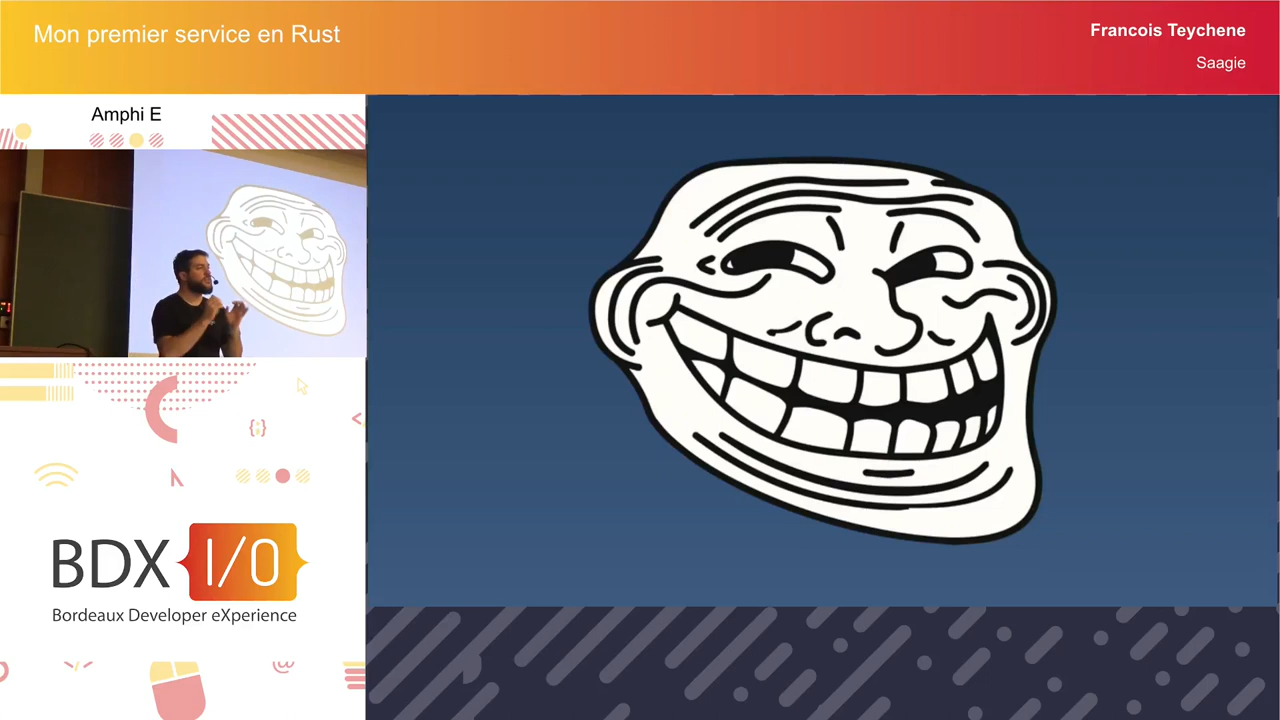 Mon premier service en Rust
Francois Teychene
Saagie
Amphi E
BDX I/O
Bordeaux Developer eXperience